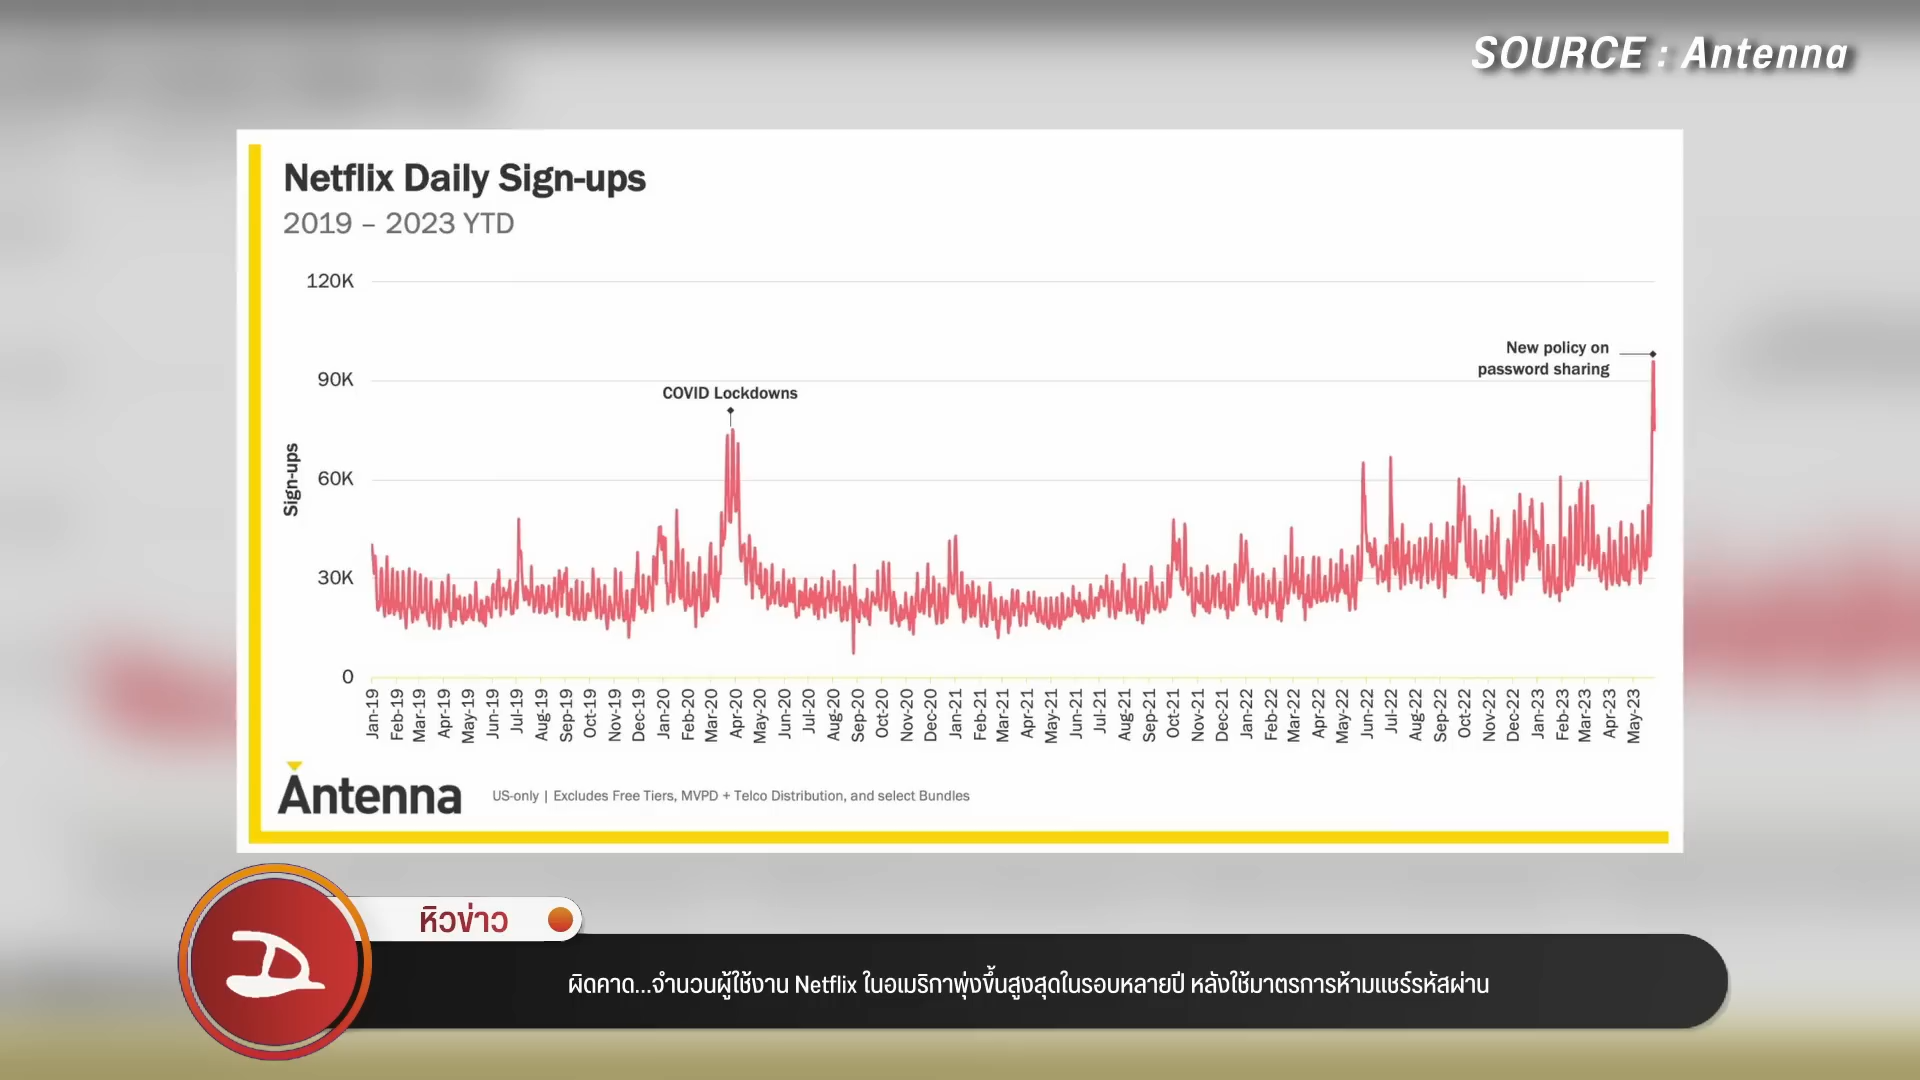 SOURCE : Antenna
Netflix Daily Sign-ups
2019 – 2023 YTD
120K
New policy on
password sharing
90K
COVID Lockdowns
60K
Sign-ups
30K
0
Jan-19 Feb-19 Mar-19 Apr-19 May-19 Jun-19 Jul-19 Aug-19 Sep-19 Oct-19 Nov-19 Dec-19 Jan-20 Feb-20 Mar-20 Apr-20 May-20 Jun-20 Jul-20 Aug-20 Sep-20 Oct-20 Nov-20 Dec-20 Jan-21 Feb-21 Mar-21 Apr-21 May-21 Jun-21 Jul-21 Aug-21 Sep-21 Oct-21 Nov-21 Dec-21 Jan-22 Feb-22 Mar-22 Apr-22 May-22 Jun-22 Jul-22 Aug-22 Sep-22 Oct-22 Nov-22 Dec-22 Jan-23 Feb-23 Mar-23 Apr-23 May-23
Antenna
US-only | Excludes Free Tiers, MVPD + Telco Distribution, and select Bundles
หิวข่าว
ผิดคาด...จำนวนผู้ใช้งาน Netflix ในอเมริกาพุ่งขึ้นสูงสุดในรอบหลายปี หลังใช้มาตรการห้ามแชร์รหัสผ่าน